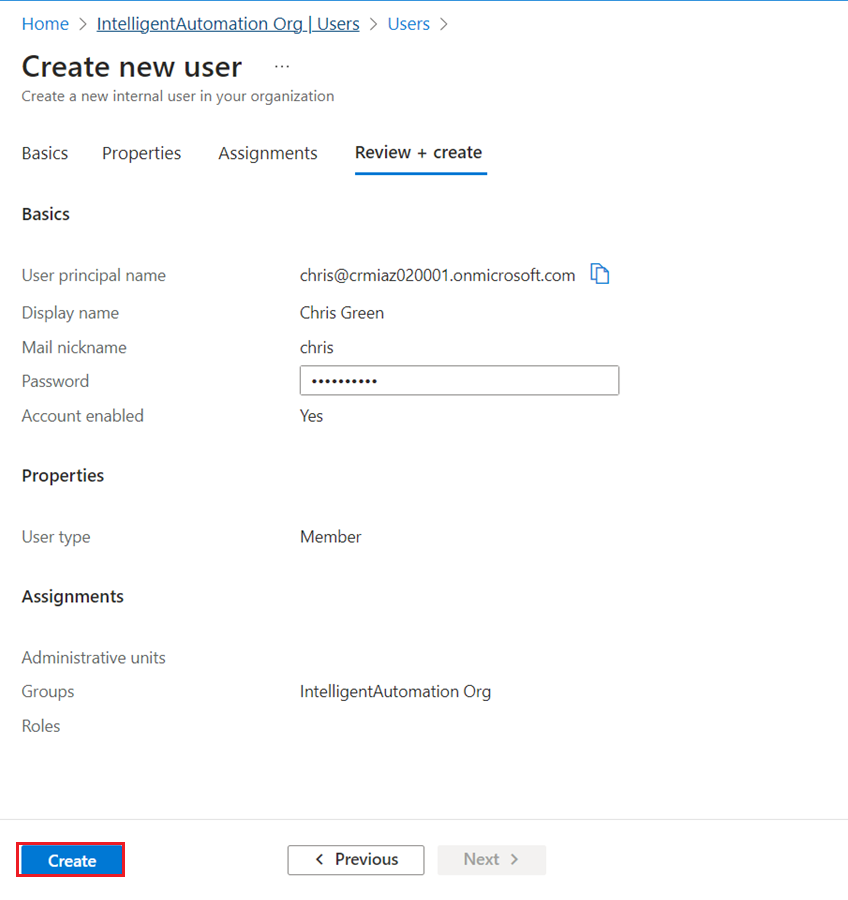 Home > IntelligentAutomation Org | Users > Users >
Create new user ...
Create a new internal user in your organization
Basics Properties Assignments Review + create
Basics
User principal name chris@crmiaz020001.onmicrosoft.com
Display name Chris Green
Mail nickname chris
Password ••••••••••
Account enabled Yes
Properties
User type Member
Assignments
Administrative units
Groups IntelligentAutomation Org
Roles
Create < Previous Next >